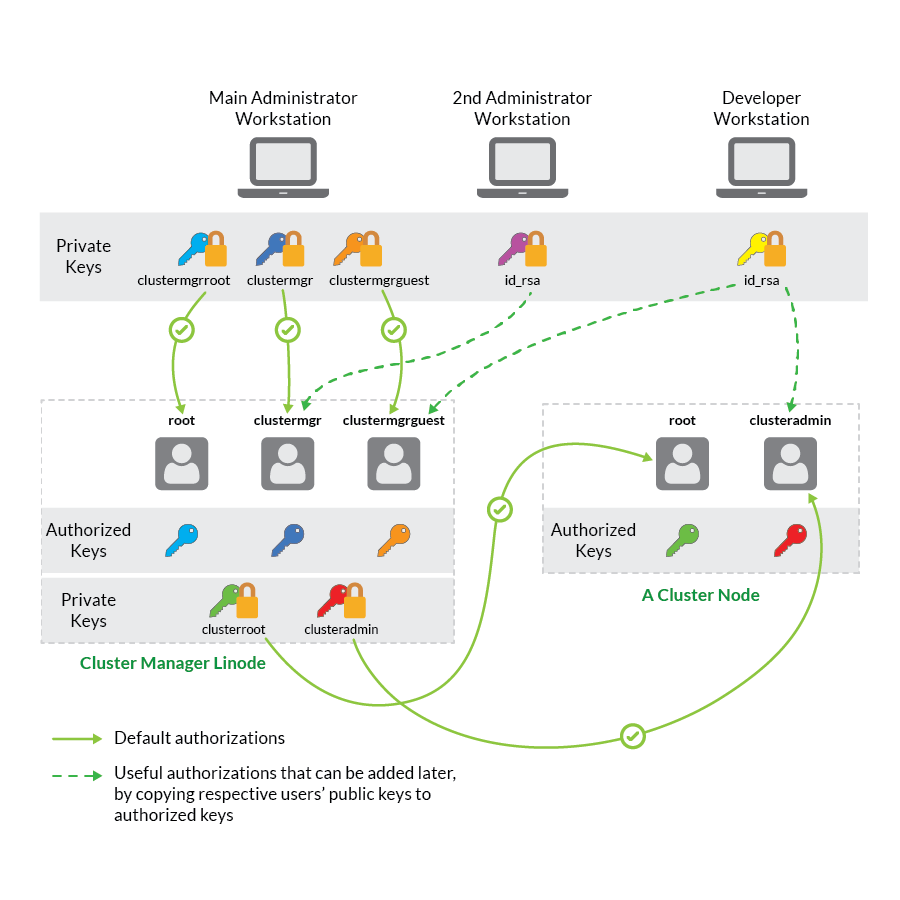 Main Administrator
Workstation
2nd Administrator
Workstation
Developer
Workstation
Private
Keys
clustermgrroot
clustermgr
clustermgrguest
id_rsa
id_rsa
root
clustermgr
clustermgrguest
root
clusteradmin
Authorized
Keys
Authorized
Keys
Private
Keys
clusterroot
clusteradmin
A Cluster Node
Cluster Manager Linode
Default authorizations
Useful authorizations that can be added later,
by copying respective users’ public keys to
authorized keys